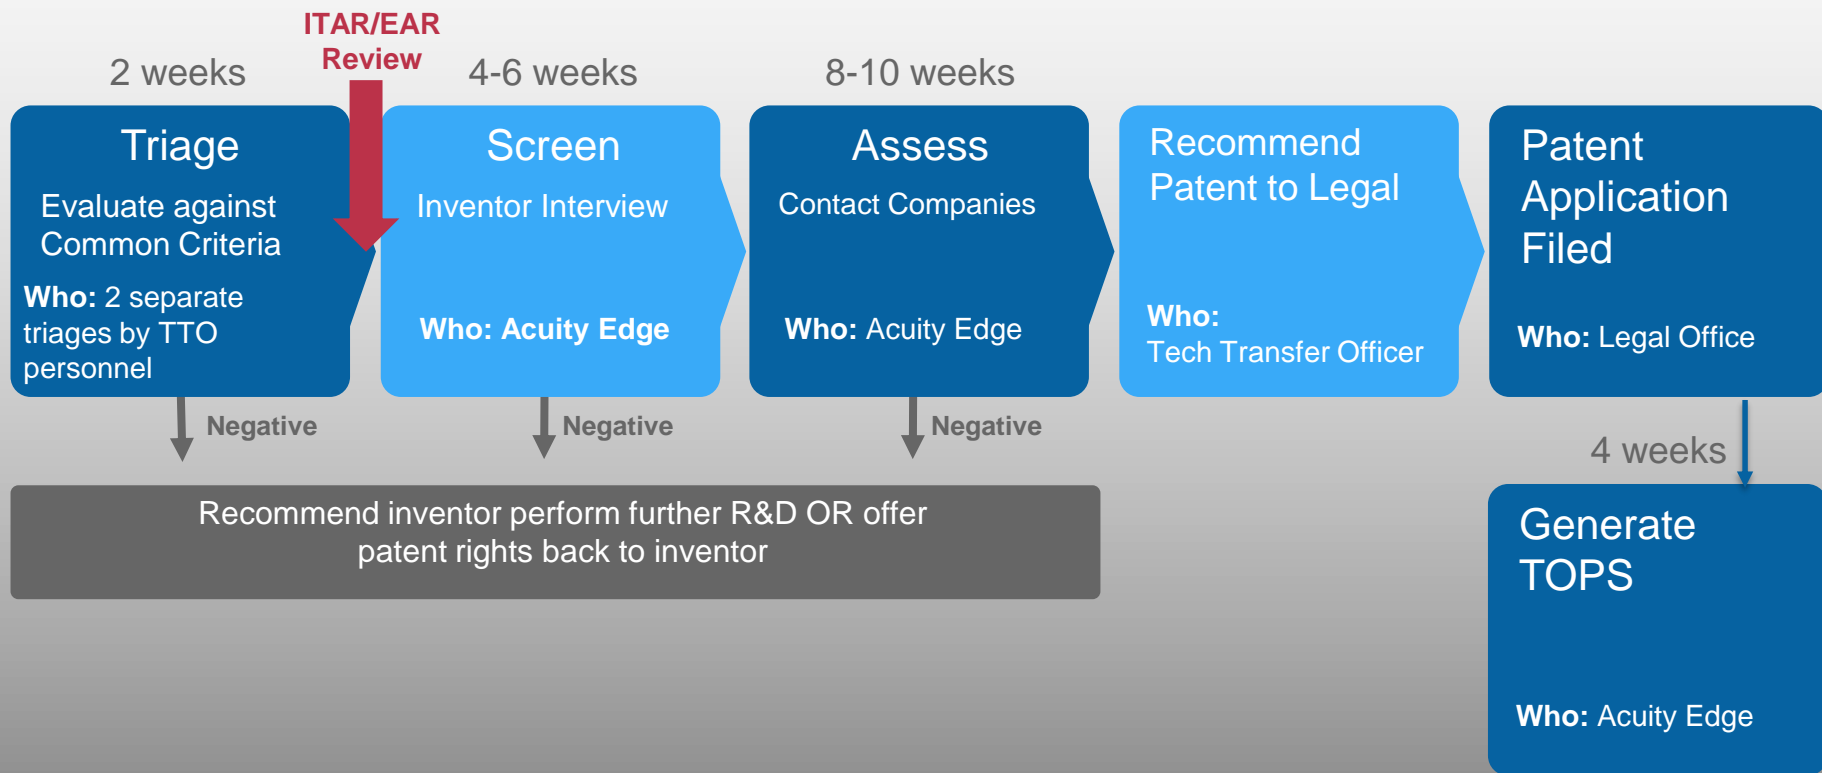 ITAR/EAR
Review
2 weeks
4-6 weeks
8-10 weeks
Triage
Evaluate against
Common Criteria
Who: 2 separate
triages by TTO
personnel
Screen
Inventor Interview
Who: Acuity Edge
Assess
Contact Companies
Who: Acuity Edge
Recommend
Patent to Legal
Who:
Tech Transfer Officer
Patent
Application
Filed
Who: Legal Office
Negative
Negative
Negative
4 weeks
Recommend inventor perform further R&D OR offer
patent rights back to inventor
Generate
TOPS
Who: Acuity Edge